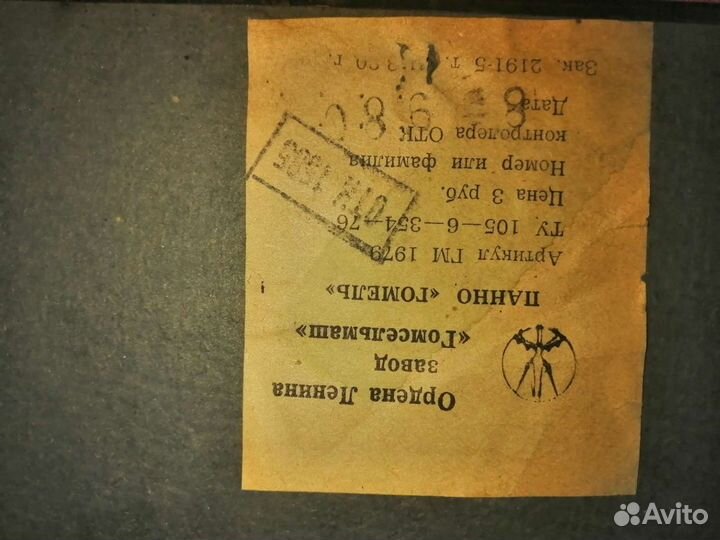 Ордена Ленина
завод
«Гомсельмаш»
ПАННО «ГОМЕЛЬ»
Артикул ГМ 1979
ТУ 105—6—354—76
Цена 3 руб.
Номер или фамилия
контролера ОТК
Дата
Зак. 2191-5 т.
Avito